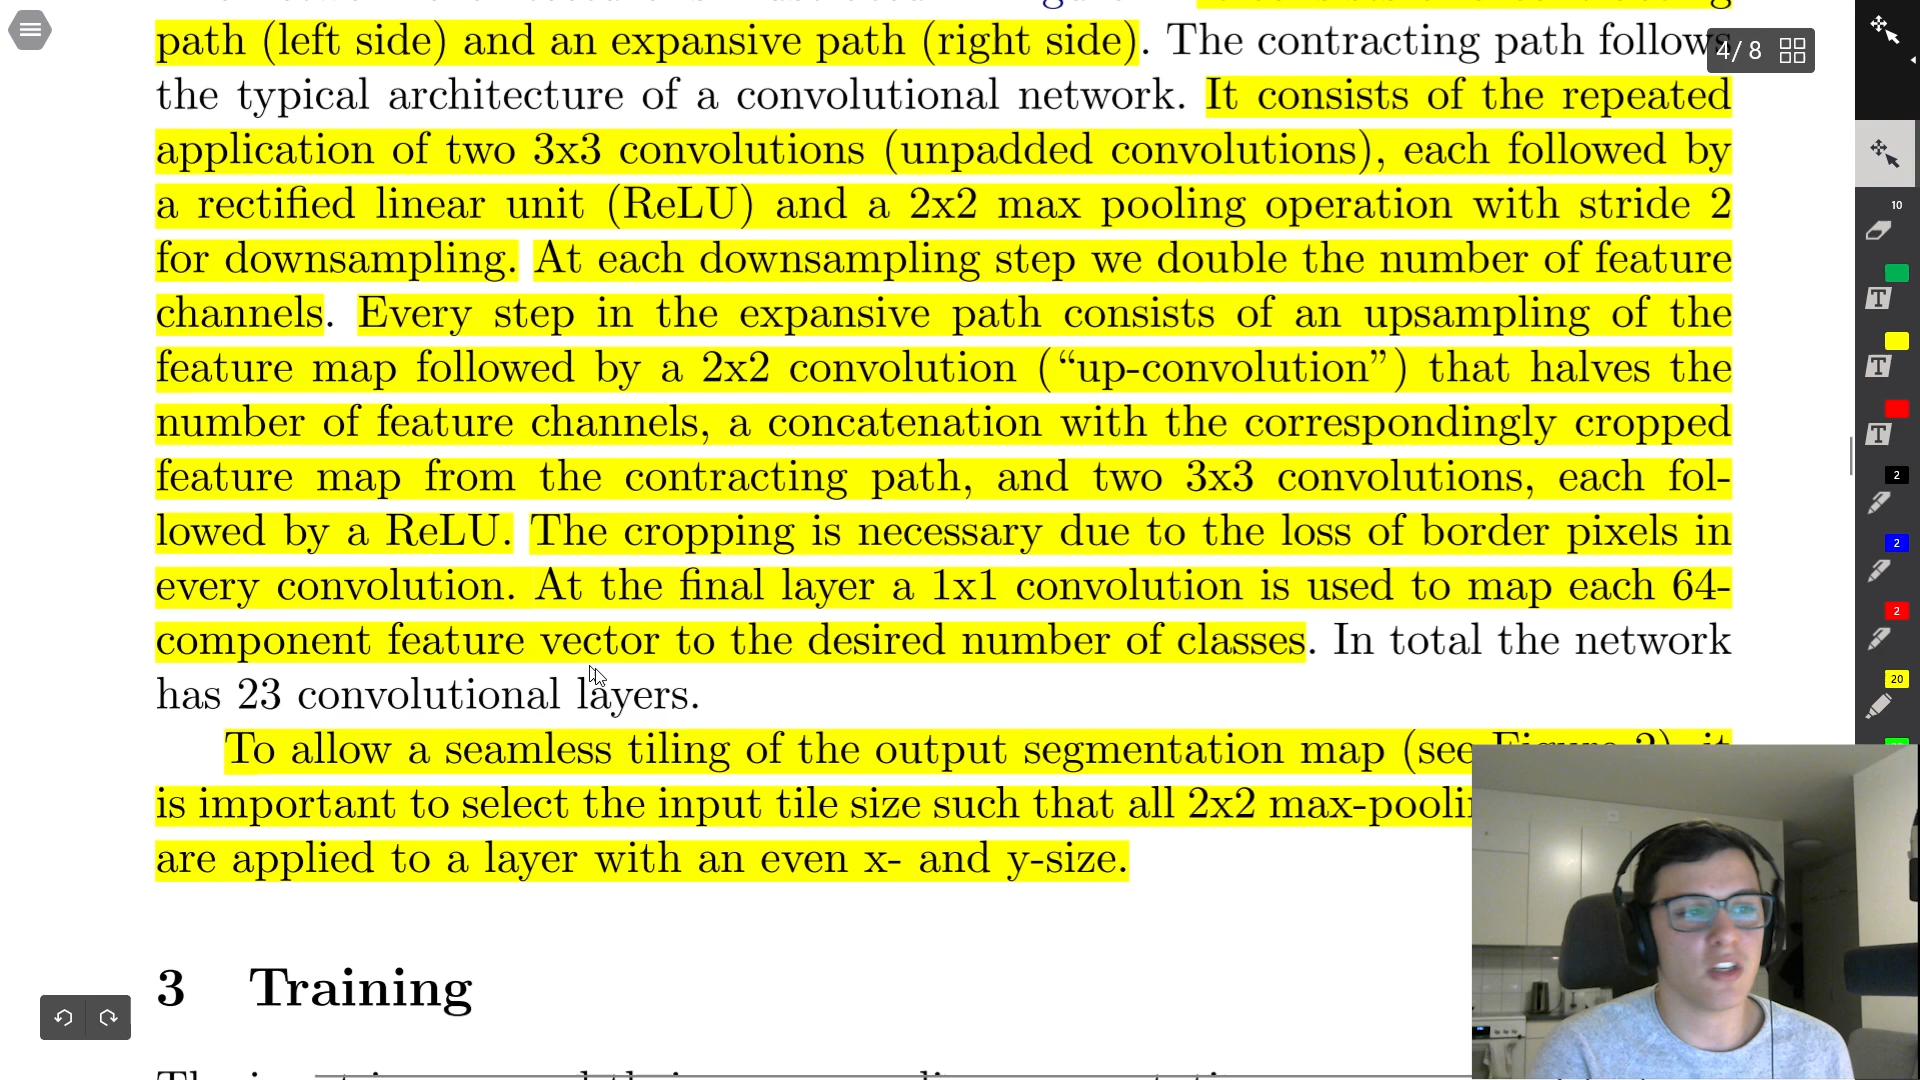 path (left side) and an expansive path (right side). The contracting path follows
4/ 8
the typical architecture of a convolutional network. It consists of the repeated
application of two 3x3 convolutions (unpadded convolutions), each followed by
a rectified linear unit (ReLU) and a 2x2 max pooling operation with stride 2
for downsampling. At each downsampling step we double the number of feature
channels. Every step in the expansive path consists of an upsampling of the
feature map followed by a 2x2 convolution (“up-convolution”) that halves the
number of feature channels, a concatenation with the correspondingly cropped
feature map from the contracting path, and two 3x3 convolutions, each fol-
lowed by a ReLU. The cropping is necessary due to the loss of border pixels in
every convolution. At the final layer a 1x1 convolution is used to map each 64-
component feature vector to the desired number of classes. In total the network
has 23 convolutional layers.
To allow a seamless tiling of the output segmentation map (see Figure 2), it
is important to select the input tile size such that all 2x2
are applied to a layer with an even x- and y-size.
3 Training
10
T
T
T
2
2
2
20